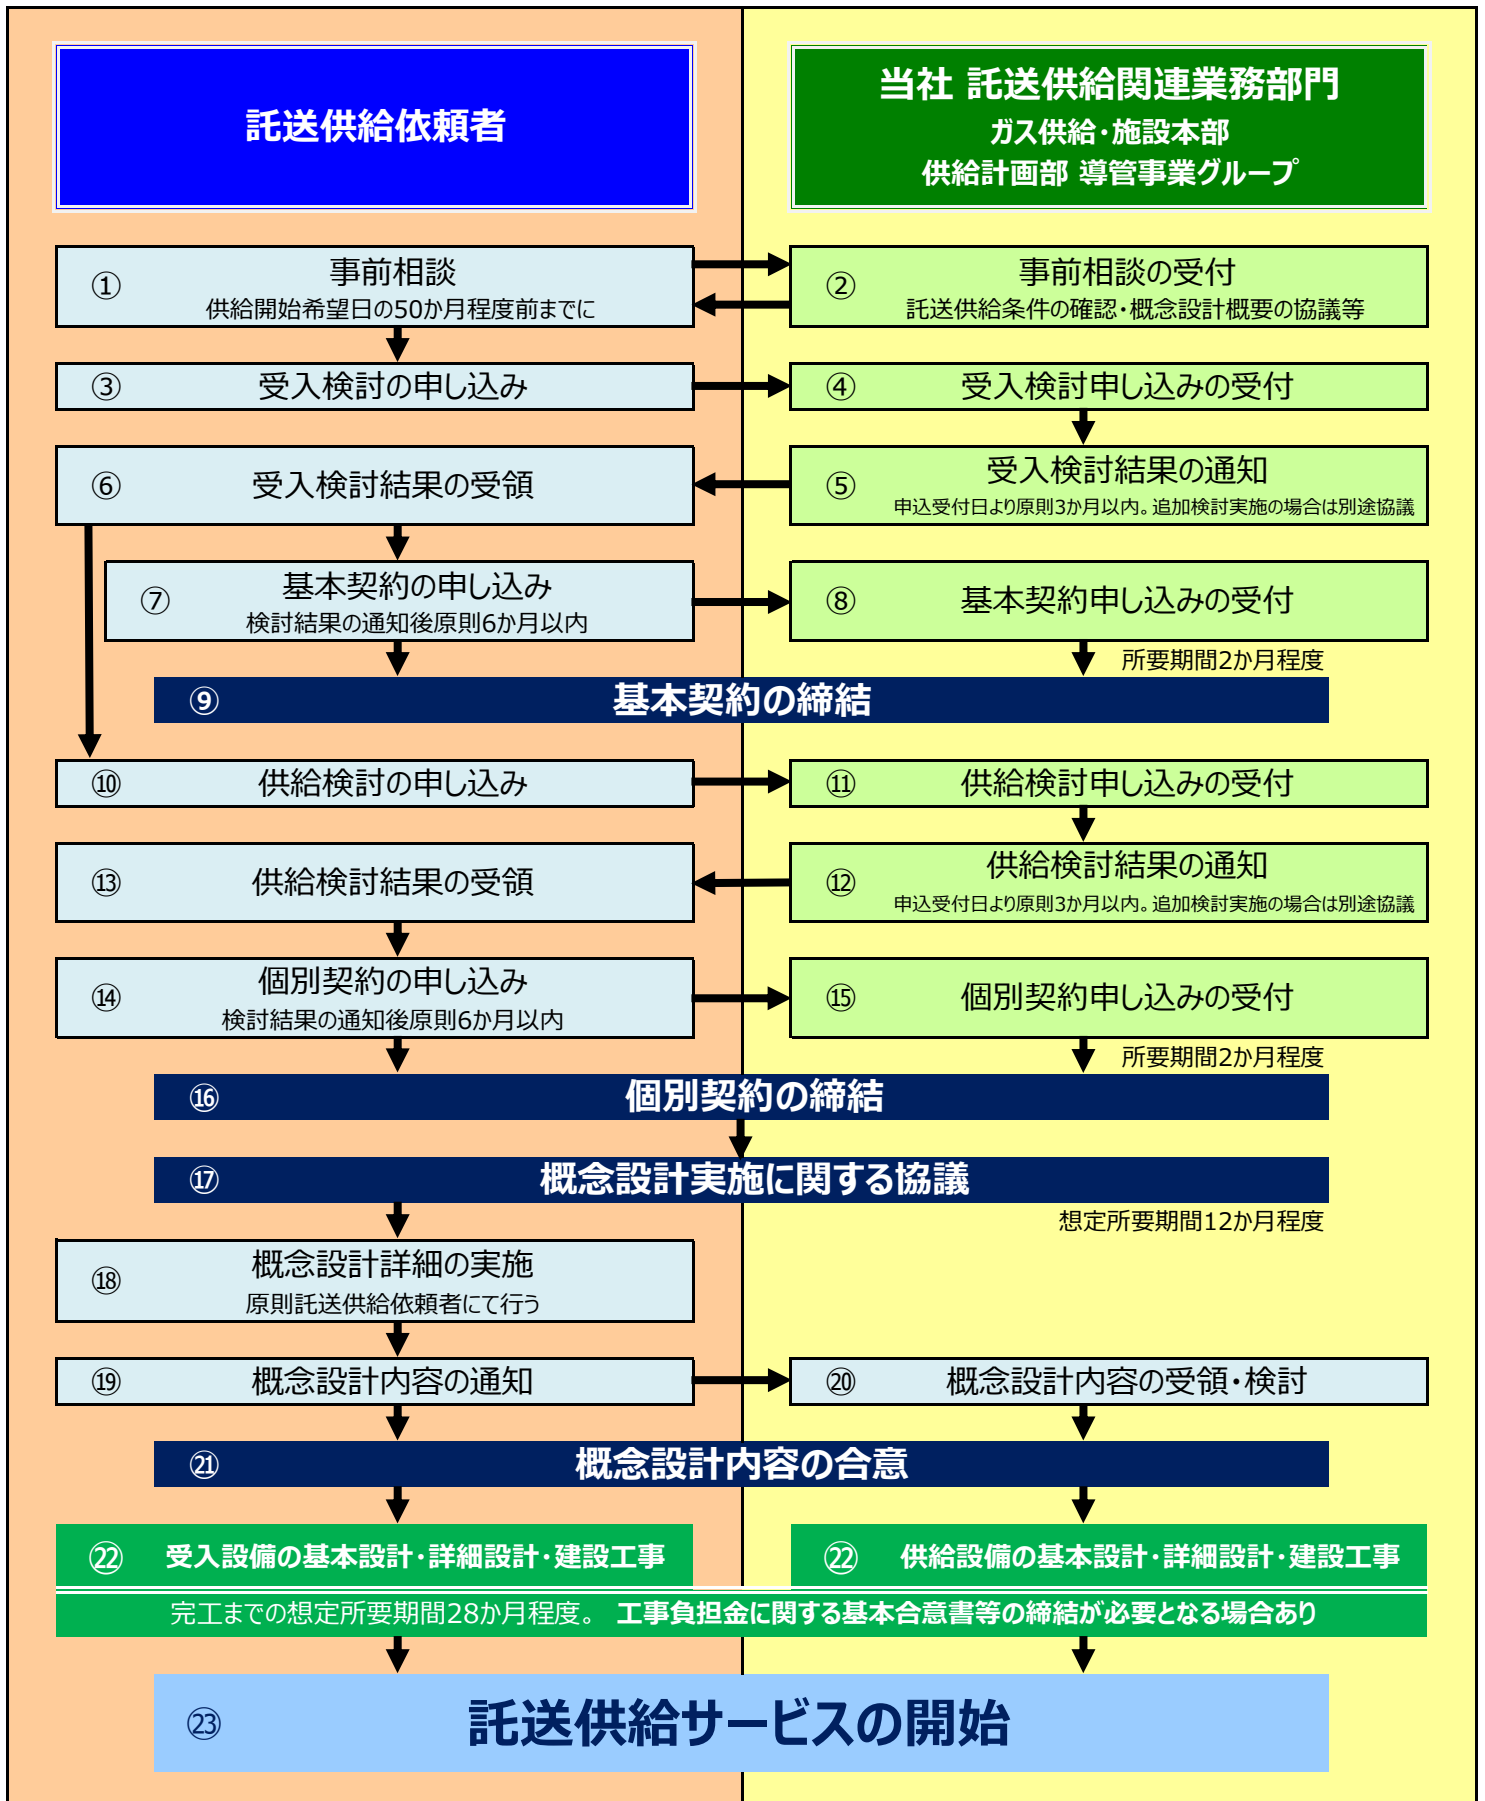 託送供給依頼者
当社 託送供給関連業務部門
ガス供給・施設本部
供給計画部 導管事業グループ
① 事前相談
供給開始希望日の50か月程度前までに
② 事前相談の受付
託送供給条件の確認・概念設計概要の協議等
③ 受入検討の申し込み
④ 受入検討申し込みの受付
⑥ 受入検討結果の受領
⑤ 受入検討結果の通知
申込受付日より原則3か月以内。追加検討実施の場合は別途協議
⑦ 基本契約の申し込み
検討結果の通知後原則6か月以内
⑧ 基本契約申し込みの受付
所要期間2か月程度
⑨ 基本契約の締結
⑩ 供給検討の申し込み
⑪ 供給検討申し込みの受付
⑬ 供給検討結果の受領
⑫ 供給検討結果の通知
申込受付日より原則3か月以内。追加検討実施の場合は別途協議
⑭ 個別契約の申し込み
検討結果の通知後原則6か月以内
⑮ 個別契約申し込みの受付
所要期間2か月程度
⑯ 個別契約の締結
⑰ 概念設計実施に関する協議
想定所要期間12か月程度
⑱ 概念設計詳細の実施
原則託送供給依頼者にて行う
⑲ 概念設計内容の通知
⑳ 概念設計内容の受領・検討
㉑ 概念設計内容の合意
㉒ 受入設備の基本設計・詳細設計・建設工事
㉒ 供給設備の基本設計・詳細設計・建設工事
完工までの想定所要期間28か月程度。 工事負担金に関する基本合意書等の締結が必要となる場合あり
㉓ 託送供給サービスの開始